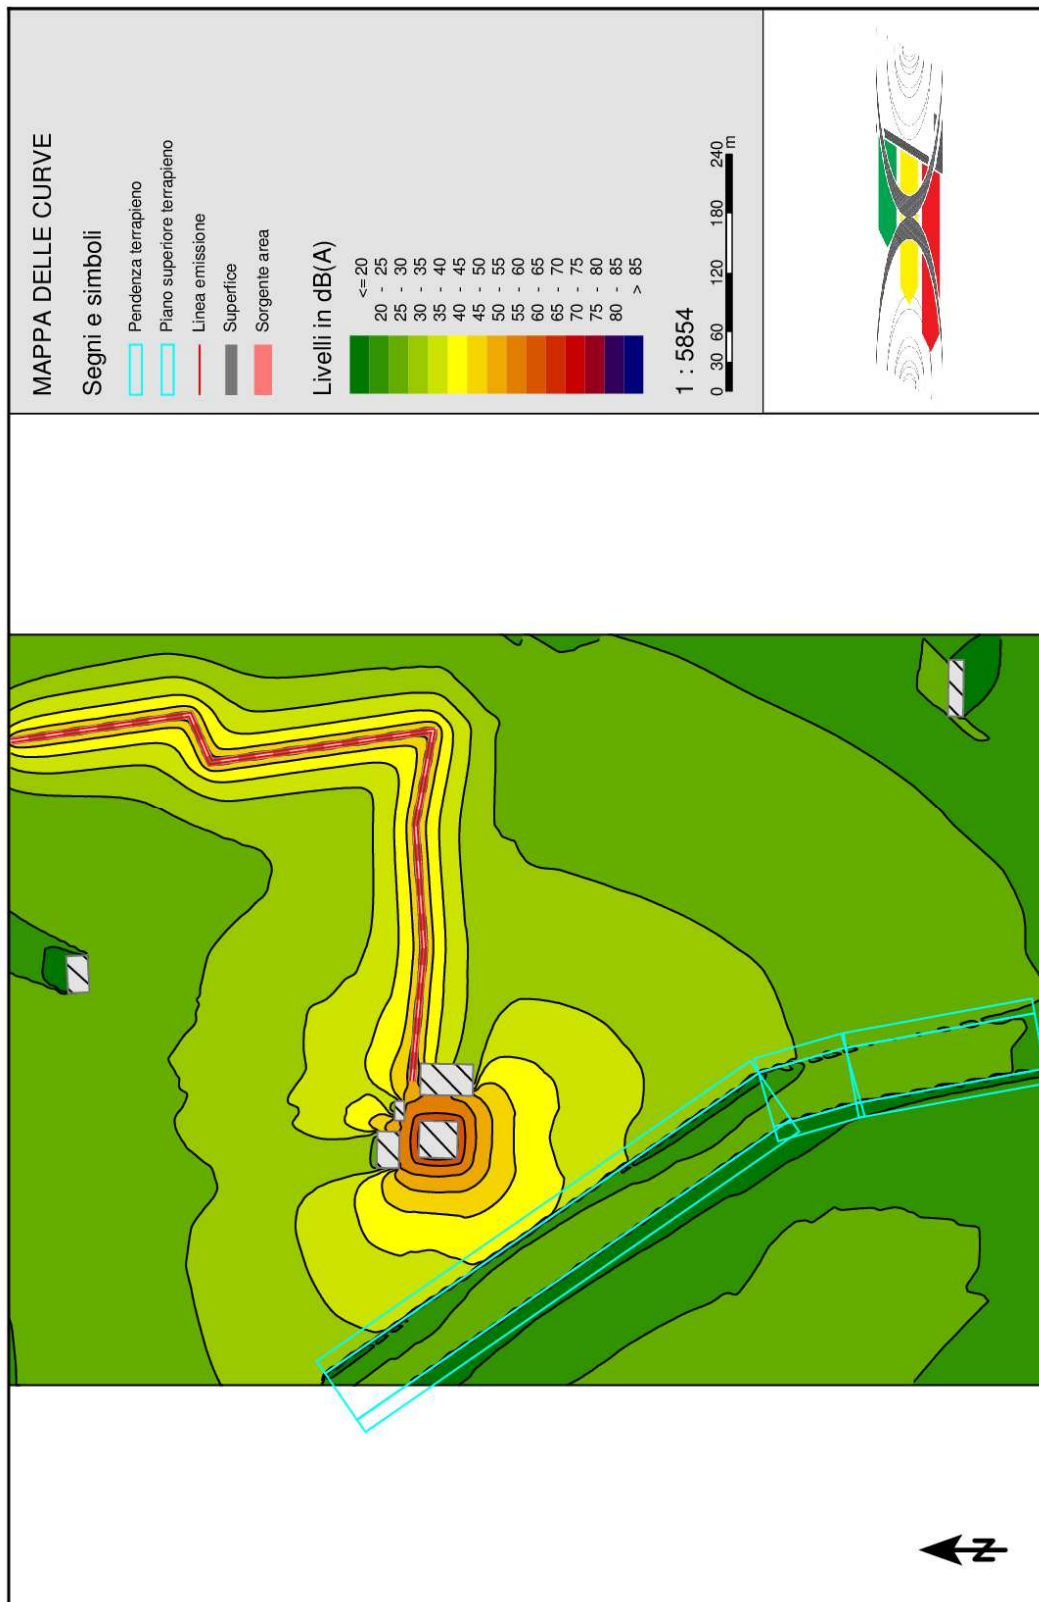 MAPPA DELLE CURVE
Segni e simboli
Pendenza terrapieno
Piano superiore terrapieno
Linea emissione
Superfice
Sorgente area
Livelli in dB(A)
<=20
20 - 25
25 - 30
30 - 35
35 - 40
40 - 45
45 - 50
50 - 55
55 - 60
60 - 65
65 - 70
70 - 75
75 - 80
80 - 85
> 85
1 : 5854
0 30 60 120 180 240 m
N